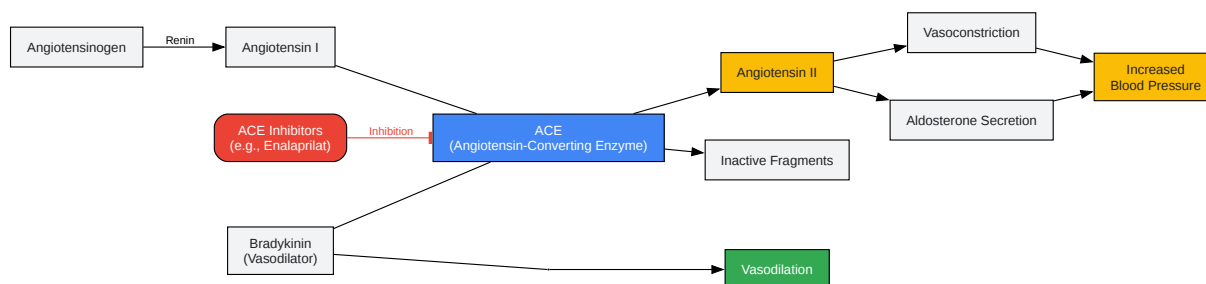 Angiotensinogen
Renin
Angiotensin I
ACE Inhibitors
(e.g., Enalaprilat)
Inhibition
ACE
(Angiotensin-Converting Enzyme)
Bradykinin
(Vasodilator)
Angiotensin II
Inactive Fragments
Vasodilation
Vasoconstriction
Aldosterone Secretion
Increased
Blood Pressure